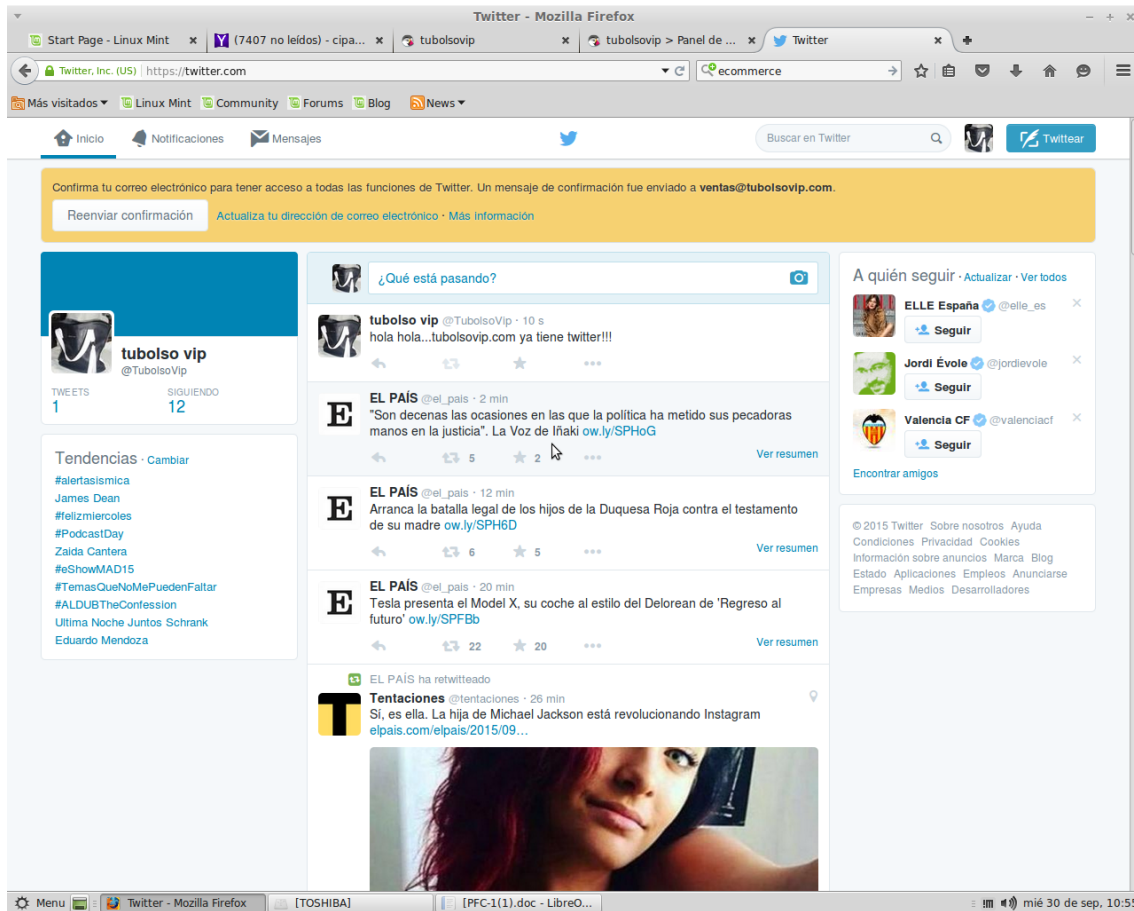 Twitter - Mozilla Firefox
Start Page - Linux Mint
(7407 no leídos) - cipa...
tubolsovip
tubolsovip > Panel de ...
Twitter
Twitter, Inc. (US)
https://twitter.com
ecommerce
Más visitados
Linux Mint
Community
Forums
Blog
News
Inicio
Notificaciones
Mensajes
Buscar en Twitter
Twittear
Confirma tu correo electrónico para tener acceso a todas las funciones de Twitter. Un mensaje de confirmación fue enviado a ventas@tubolsovip.com.
Reenviar confirmación
Actualiza tu dirección de correo electrónico · Más información
tubolso vip
@TubolsoVip
TWEETS
SIGUIENDO
1
12
Tendencias · Cambiar
#alertasismica
James Dean
#felizmiercoles
#PodcastDay
Zaida Cantera
#eShowMAD15
#TemasQueNoMePuedenFaltar
#ALDUBTheConfession
Ultima Noche Juntos Schrank
Eduardo Mendoza
¿Qué está pasando?
tubolso vip @TubolsoVip · 10 s
hola hola...tubolsovip.com ya tiene twitter!!!
E
EL PAÍS @el_pais · 2 min
"Son decenas las ocasiones en las que la política ha metido sus pecadoras
manos en la justicia". La Voz de Iñaki ow.ly/SPHoG
5
2
Ver resumen
E
EL PAÍS @el_pais · 12 min
Arranca la batalla legal de los hijos de la Duquesa Roja contra el testamento
de su madre ow.ly/SPH6D
6
5
Ver resumen
E
EL PAÍS @el_pais · 20 min
Tesla presenta el Model X, su coche al estilo del Delorean de 'Regreso al
futuro' ow.ly/SPFBb
22
20
Ver resumen
EL PAÍS ha retwitteado
T
Tentaciones @tentaciones · 26 min
Sí, es ella. La hija de Michael Jackson está revolucionando Instagram
elpais.com/elpais/2015/09...
A quién seguir · Actualizar · Ver todos
ELLE España @elle_es
Seguir
Jordi Évole @jordievole
Seguir
Valencia CF @valenciacf
Seguir
Encontrar amigos
© 2015 Twitter Sobre nosotros Ayuda
Condiciones Privacidad Cookies
Información sobre anuncios Marca Blog
Estado Aplicaciones Empleos Anunciarse
Empresas Medios Desarrolladores
Menu
Twitter - Mozilla Firefox
[TOSHIBA]
[PFC-1(1).doc - LibreO...
mié 30 de sep, 10:55